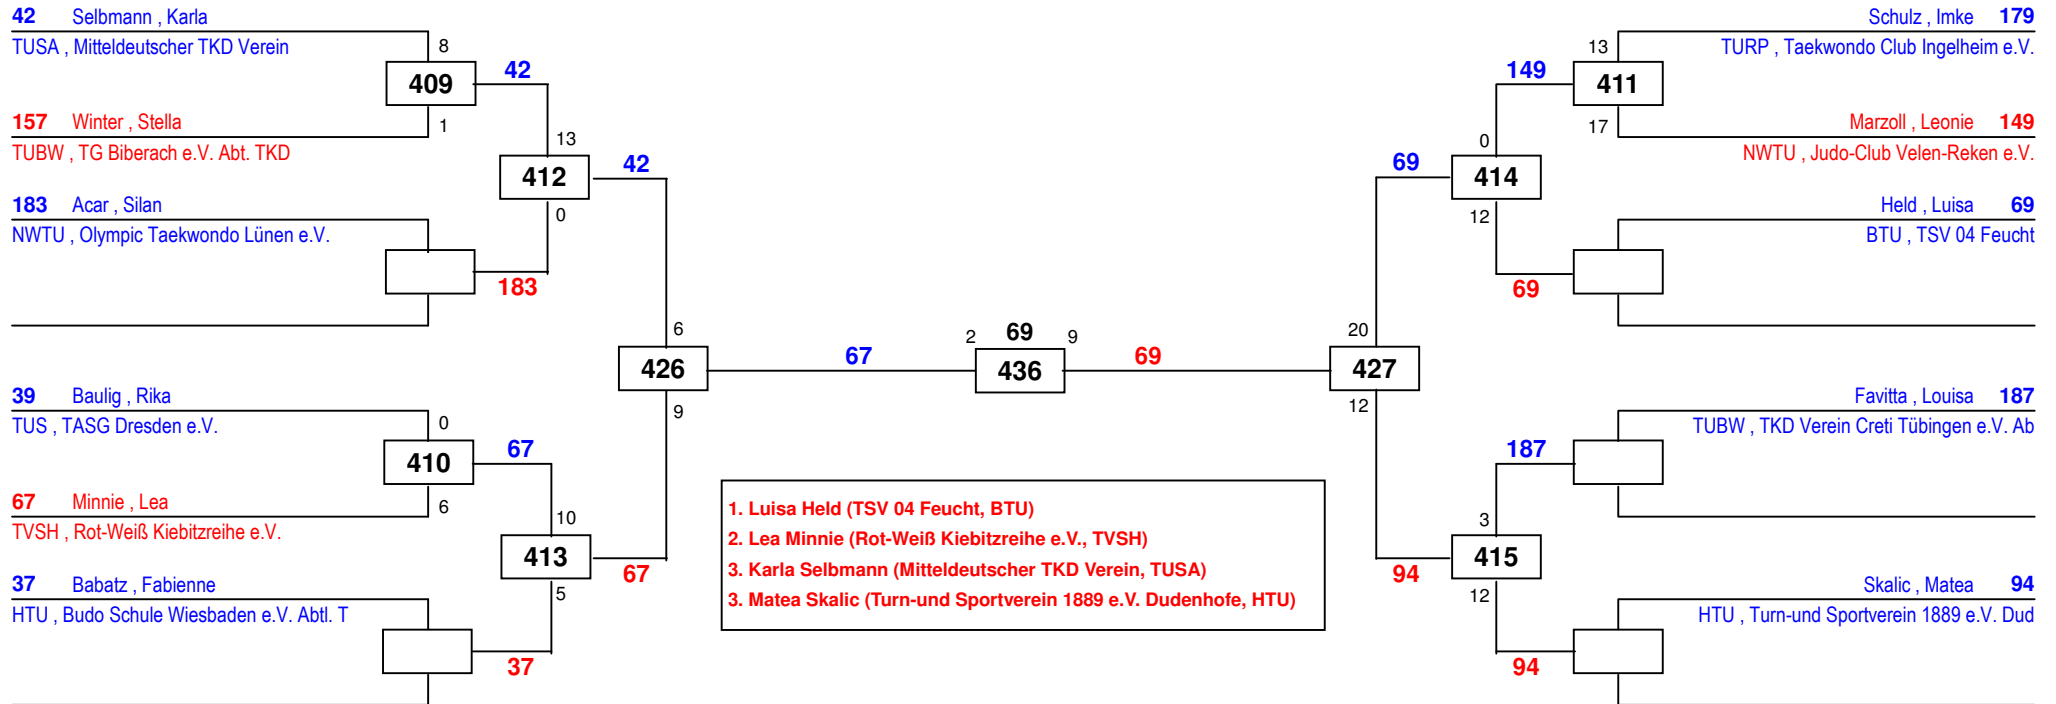 42 Selbmann , Karla
TUSA , Mitteldeutscher TKD Verein
8
409
42
157 Winter , Stella
1
TUBW , TG Biberach e.V. Abt. TKD
13
412
42
183 Acar , Silan
0
NWTU , Olympic Taekwondo Lünen e.V.
183
6
426
67
9
39 Baulig , Rika
TUS , TASG Dresden e.V.
0
410
67
67 Minnie , Lea
6
TVSH , Rot-Weiß Kiebitzreihe e.V.
10
413
67
37 Babatz , Fabienne
5
HTU , Budo Schule Wiesbaden e.V. Abtl. T
37
2 69 9
436
69
Schulz , Imke 179
13
TURP , Taekwondo Club Ingelheim e.V.
149
411
17
Marzoll , Leonie 149
NWTU , Judo-Club Velen-Reken e.V.
0
69
414
12
Held , Luisa 69
BTU , TSV 04 Feucht
69
20
427
12
Favitta , Louisa 187
TUBW , TKD Verein Creti Tübingen e.V. Ab
187
3
415
94
12
Skalic , Matea 94
HTU , Turn-und Sportverein 1889 e.V. Dud
94
1. Luisa Held (TSV 04 Feucht, BTU)
2. Lea Minnie (Rot-Weiß Kiebitzreihe e.V., TVSH)
3. Karla Selbmann (Mitteldeutscher TKD Verein, TUSA)
3. Matea Skalic (Turn-und Sportverein 1889 e.V. Dudenhofe, HTU)